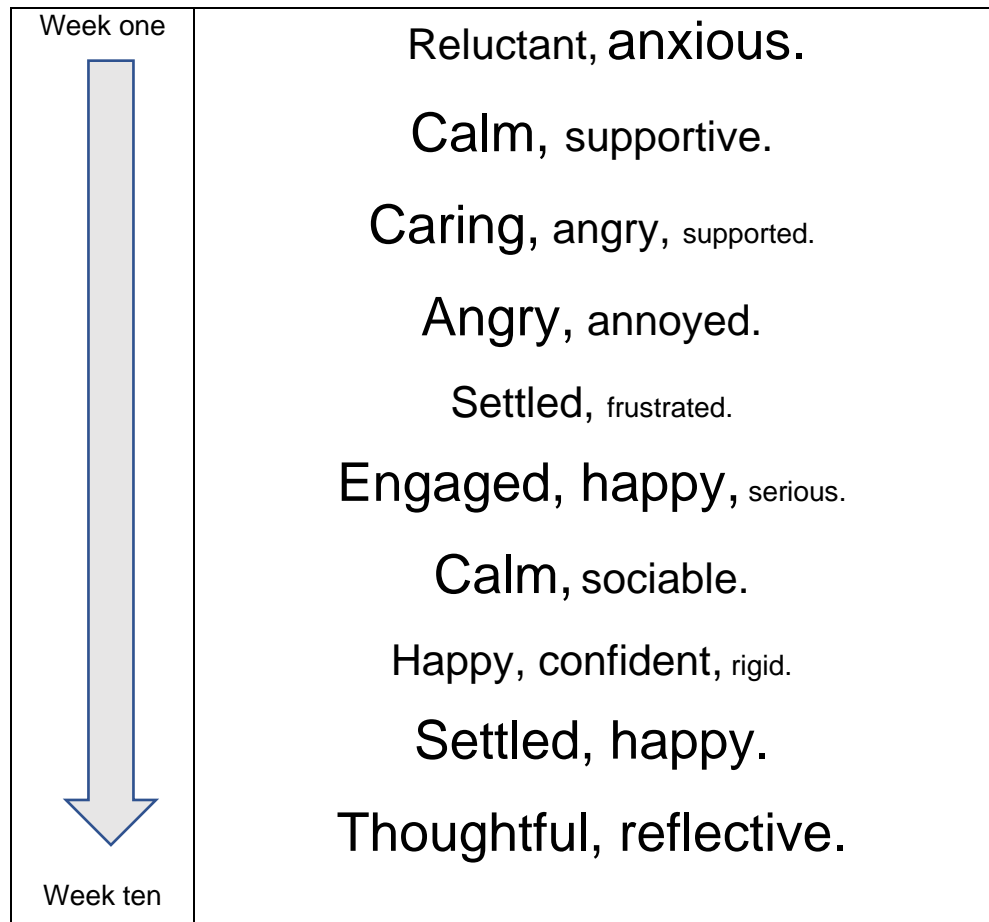 Week one
Reluctant, anxious.
Calm, supportive.
Caring, angry, supported.
Angry, annoyed.
Settled, frustrated.
Engaged, happy, serious.
Calm, sociable.
Happy, confident, rigid.
Settled, happy.
Thoughtful, reflective.
Week ten